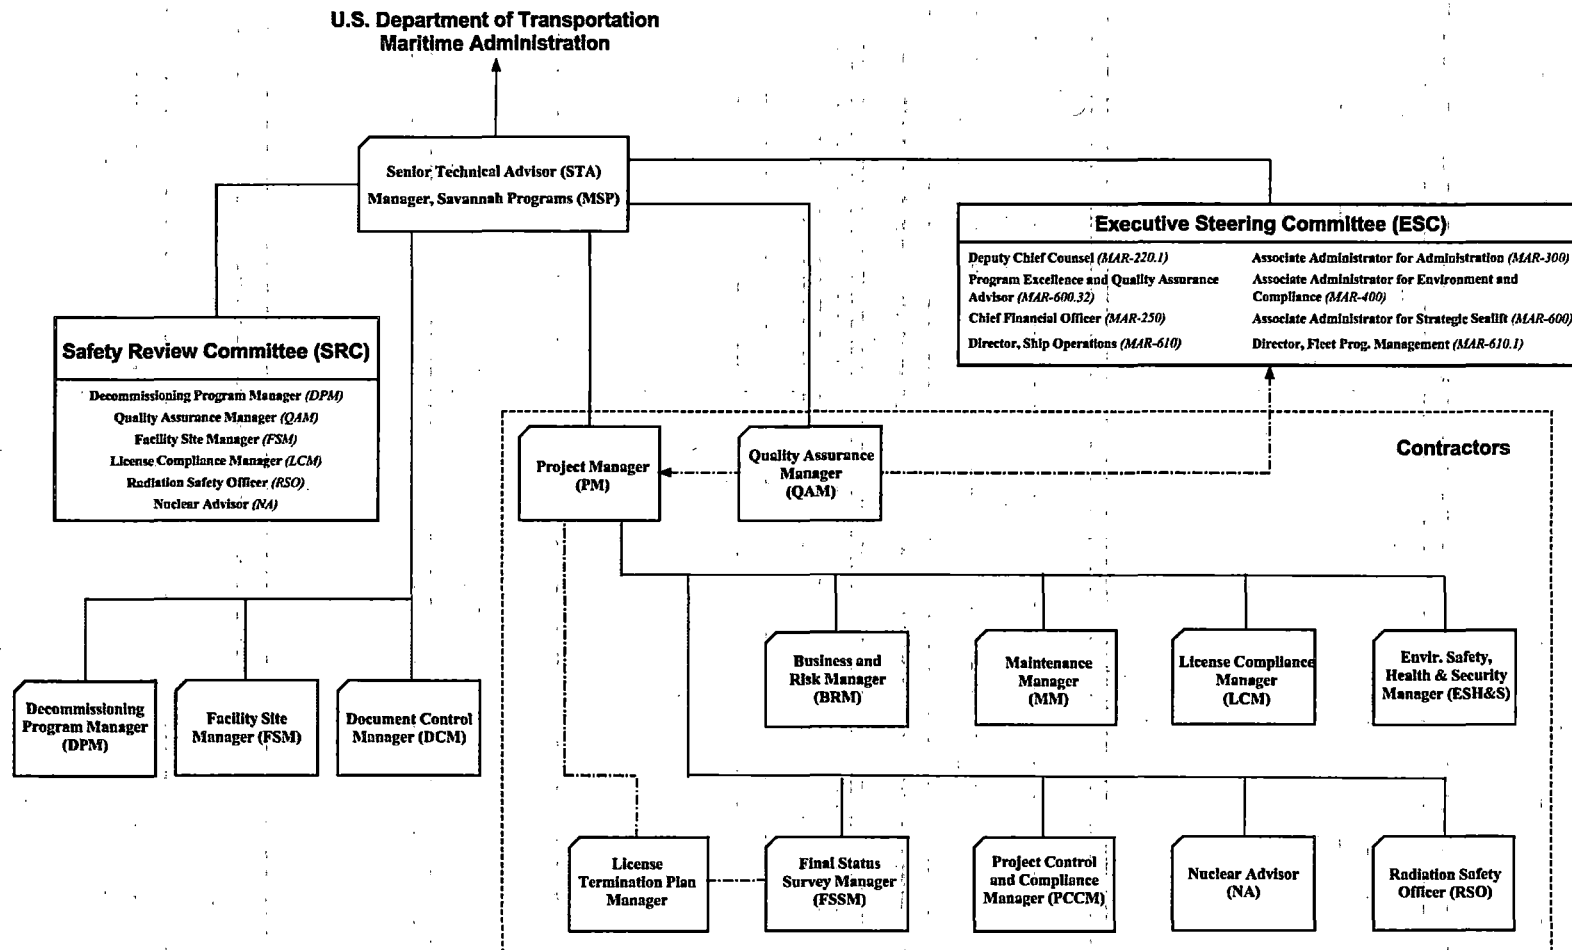 U.S. Department of Transportation
Maritime Administration
Senior Technical Advisor (STA)
Manager, Savannah Programs (MSP)
Executive Steering Committee (ESC)
Deputy Chief Counsel (MAR-220.1)
Program Excellence and Quality Assurance
Advisor (MAR-600.32)
Chief Financial Officer (MAR-250)
Director, Ship Operations (MAR-610)
Associate Administrator for Administration (MAR-300)
Associate Administrator for Environment and
Compliance (MAR-400)
Associate Administrator for Strategic Sealift (MAR-600)
Director, Fleet Prog. Management (MAR-610.1)
Safety Review Committee (SRC)
Decommissioning Program Manager (DPM)
Quality Assurance Manager (QAM)
Facility Site Manager (FSM)
License Compliance Manager (LCM)
Radiation Safety Officer (RSO)
Nuclear Advisor (NA)
Contractors
Project Manager
(PM)
Quality Assurance
Manager
(QAM)
Business and
Risk Manager
(BRM)
Maintenance
Manager
(MM)
License Compliance
Manager
(LCM)
Envir. Safety,
Health & Security
Manager (ESH&S)
Decommissioning
Program Manager
(DPM)
Facility Site
Manager (FSM)
Document Control
Manager (DCM)
License
Termination Plan
Manager
Final Status
Survey Manager
(FSSM)
Project Control
and Compliance
Manager (PCCM)
Nuclear Advisor
(NA)
Radiation Safety
Officer (RSO)